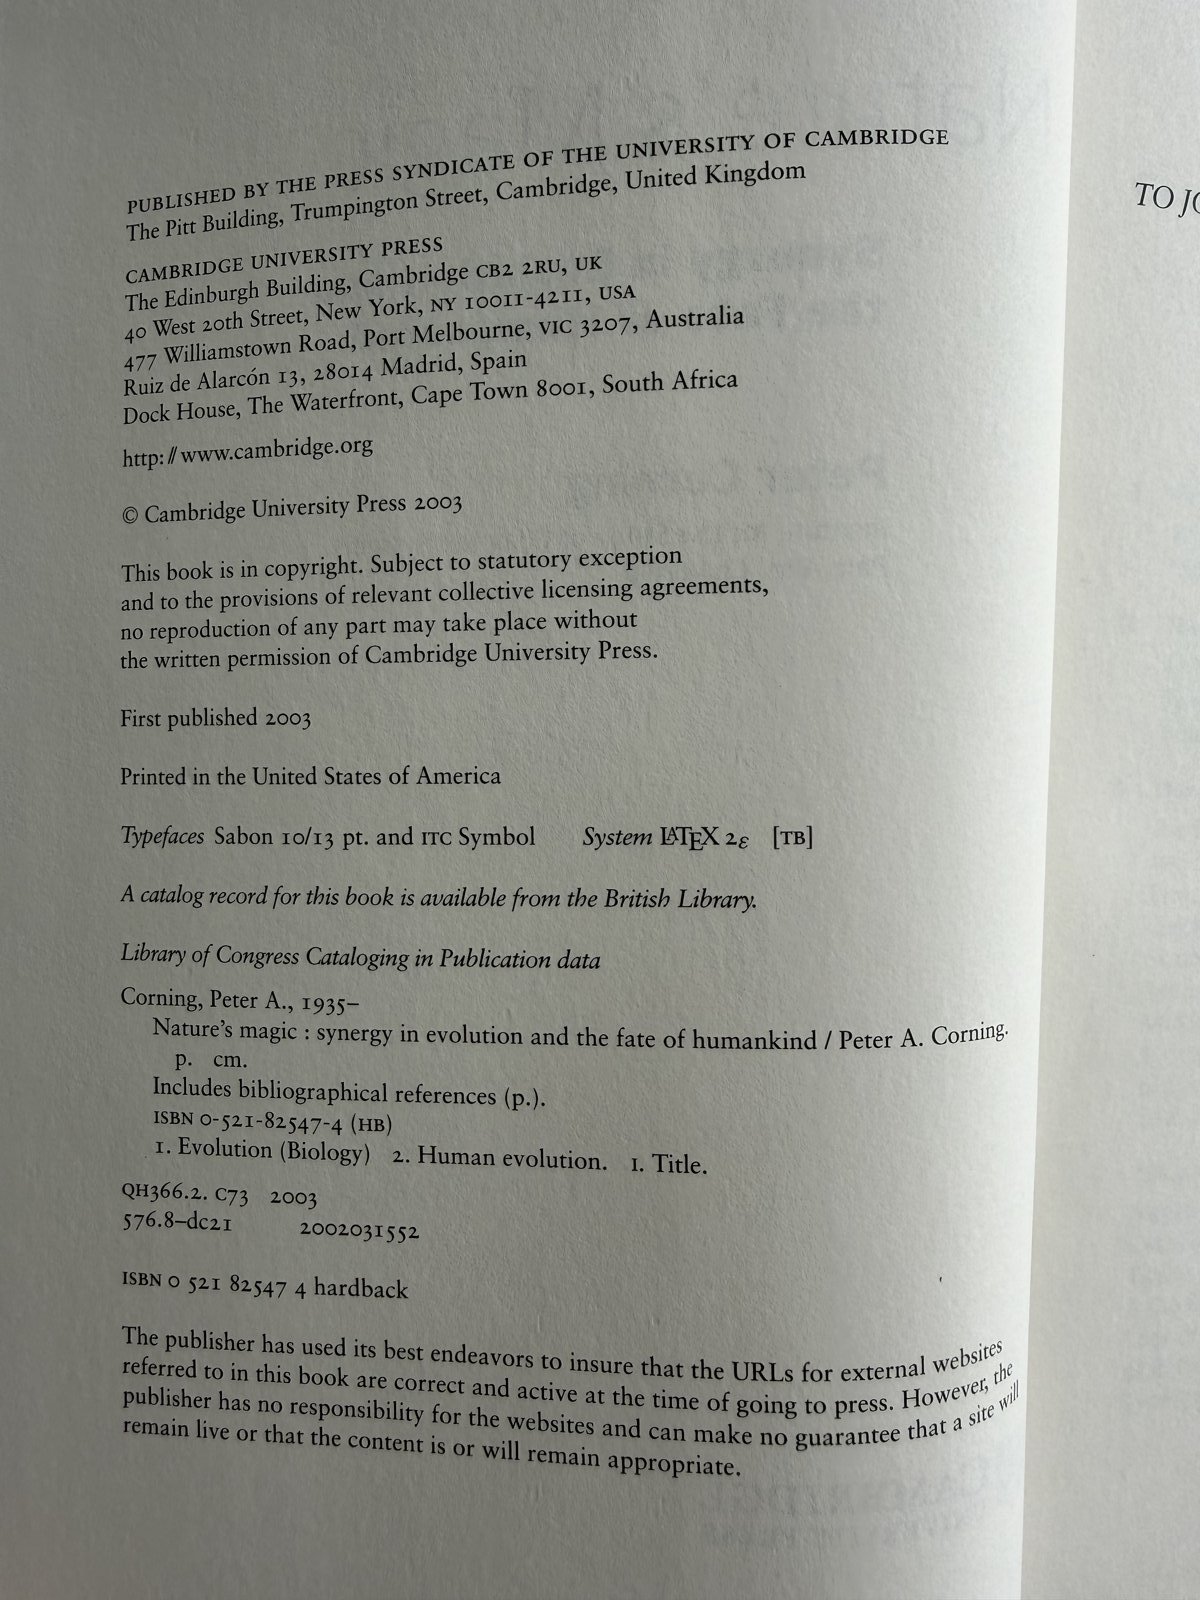 PUBLISHED BY THE PRESS SYNDICATE OF THE UNIVERSITY OF CAMBRIDGE
The Pitt Building, Trumpington Street, Cambridge, United Kingdom
CAMBRIDGE UNIVERSITY PRESS
The Edinburgh Building, Cambridge CB2 2RU, UK
40 West 20th Street, New York, NY 10011-4211, USA
477 Williamstown Road, Port Melbourne, VIC 3207, Australia
Ruiz de Alarcón 13, 28014 Madrid, Spain
Dock House, The Waterfront, Cape Town 8001, South Africa
http://www.cambridge.org
© Cambridge University Press 2003
This book is in copyright. Subject to statutory exception
and to the provisions of relevant collective licensing agreements,
no reproduction of any part may take place without
the written permission of Cambridge University Press.
First published 2003
Printed in the United States of America
Typefaces Sabon 10/13 pt. and ITC Symbol System LATEX 2ε [TB]
A catalog record for this book is available from the British Library.
Library of Congress Cataloging in Publication data
Corning, Peter A., 1935–
Nature's magic : synergy in evolution and the fate of humankind / Peter A. Corning.
p. cm.
Includes bibliographical references (p.).
ISBN 0-521-82547-4 (HB)
1. Evolution (Biology) 2. Human evolution. I. Title.
QH366.2. C73 2003
576.8–dc21 2002031552
ISBN 0 521 82547 4 hardback
The publisher has used its best endeavors to insure that the URLs for external websites
referred to in this book are correct and active at the time of going to press. However, the
publisher has no responsibility for the websites and can make no guarantee that a site will
remain live or that the content is or will remain appropriate.
TO